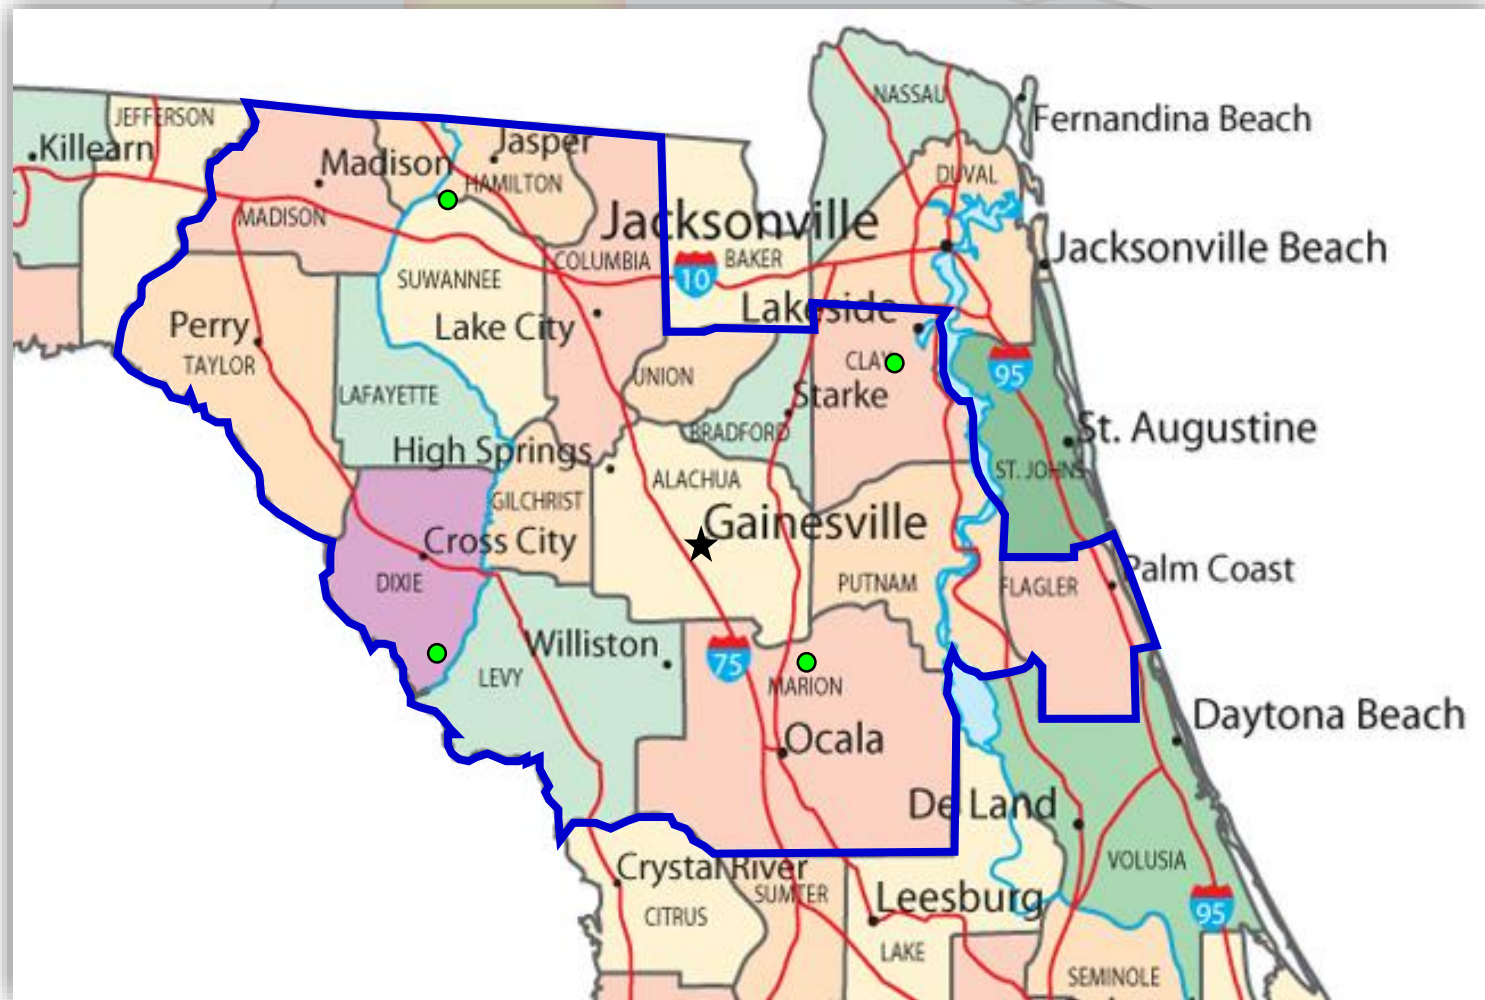 NASSAU
JEFFERSON
Fernandina Beach
Killearn
Jasper
Madison
HAMILTON
DUVAL
MADISON
Jacksonville
Jacksonville Beach
COLUMBIA
BAKER
SUWANNEE
10
Lakeside
Perry
Lake City
TAYLOR
UNION
CLAY
95
LAFAYETTE
Starke
BRADFORD
St. Augustine
High Springs
ST. JOHNS
ALACHUA
GILCHRIST
Gainesville
Cross City
DIXIE
PUTNAM
FLAGLER
Palm Coast
Williston
75
LEVY
MARION
Daytona Beach
Ocala
De Land
VOLUSIA
Crystal River
SUMTER
Leesburg
95
CITRUS
LAKE
SEMINOLE